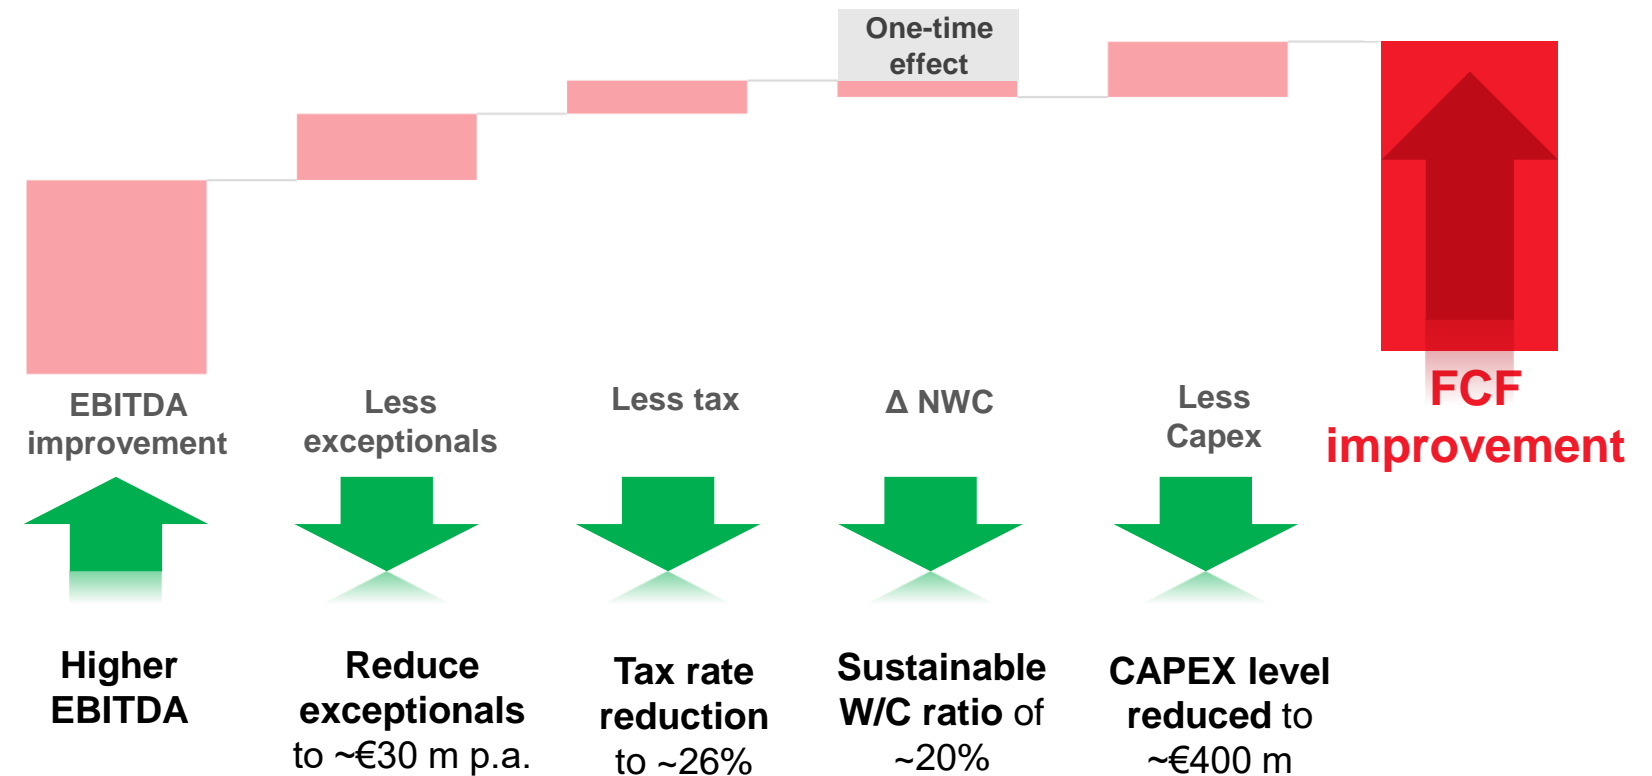 One-time
effect
EBITDA
improvement
Less
exceptionals
Less tax
Δ NWC
Less
Capex
FCF
improvement
Higher
EBITDA
Reduce
exceptionals
to ~€30 m p.a.
Tax rate
reduction
to ~26%
Sustainable
W/C ratio of
~20%
CAPEX level
reduced to
~€400 m